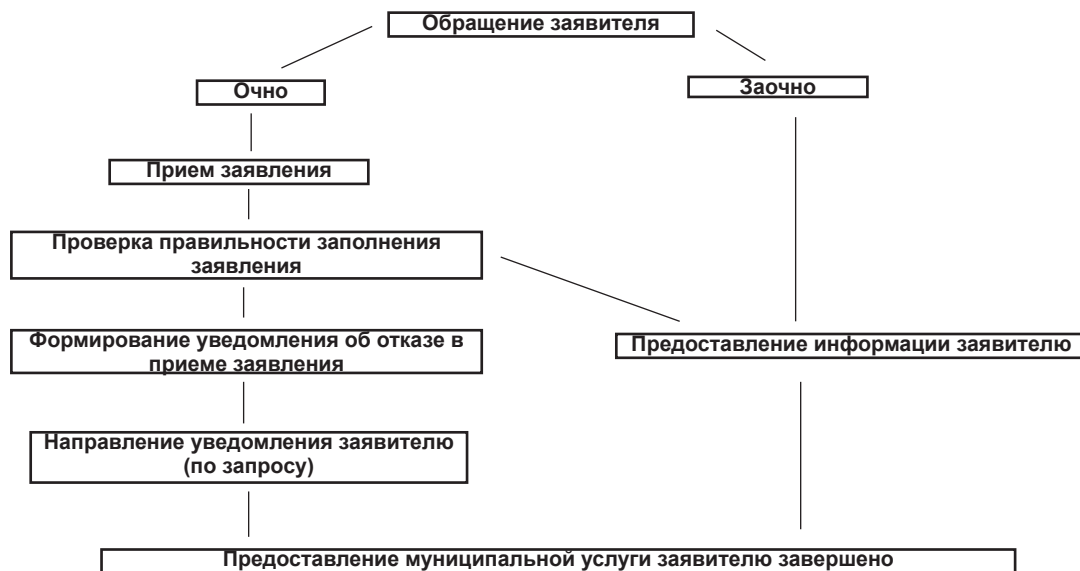 Обращение заявителя
Очно
Заочно
Прием заявления
Проверка правильности заполнения
заявления
Формирование уведомления об отказе в
приеме заявления
Предоставление информации заявителю
Направление уведомления заявителю
(по запросу)
Предоставление муниципальной услуги заявителю завершено